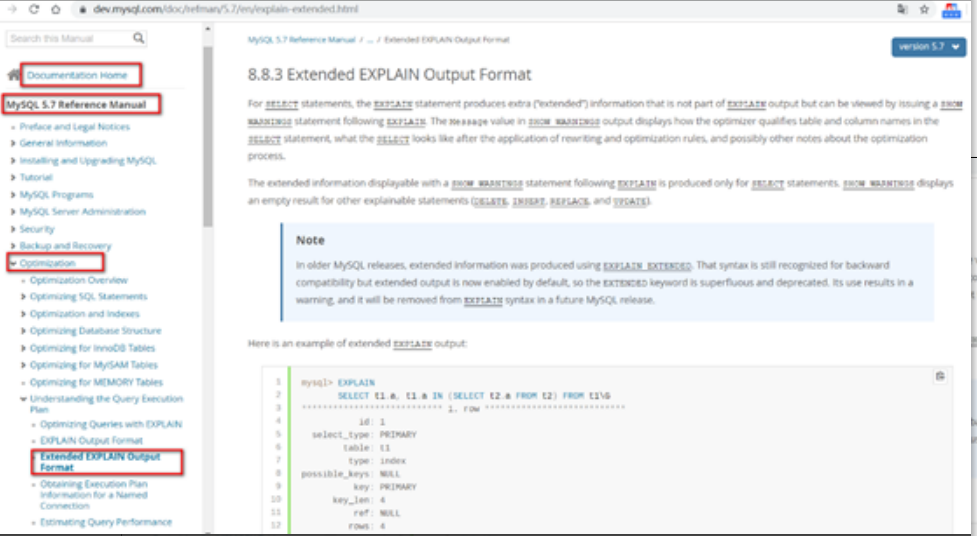 dev.mysql.com/doc/refman/5.7/en/explain-extended.html
Search this Manual
Documentation Home
MySQL 5.7 Reference Manual
Preface and Legal Notices
General Information
Installing and Upgrading MySQL
Tutorial
MySQL Programs
MySQL Server Administration
Security
Backup and Recovery
Optimization
Optimization Overview
Optimizing SQL Statements
Optimization and Indexes
Optimizing Database Structure
Optimizing for InnoDB Tables
Optimizing for MyISAM Tables
Optimizing for MEMORY Tables
Understanding the Query Execution
Plan
Optimizing Queries with EXPLAIN
EXPLAIN Output Format
Extended EXPLAIN Output
Format
Obtaining Execution Plan
Information for a Named
Connection
Estimating Query Performance
MySQL 5.7 Reference Manual / ... / Extended EXPLAIN Output Format
version 5.7
8.8.3 Extended EXPLAIN Output Format
For SELECT statements, the EXPLAIN statement produces extra ("extended") information that is not part of EXPLAIN output but can be viewed by issuing a SHOW
WARNINGS statement following EXPLAIN. The Message value in SHOW WARNINGS output displays how the optimizer qualifies table and column names in the
SELECT statement, what the SELECT looks like after the application of rewriting and optimization rules, and possibly other notes about the optimization
process.
The extended information displayable with a SHOW WARNINGS statement following EXPLAIN is produced only for SELECT statements. SHOW WARNINGS displays
an empty result for other explainable statements (DELETE, INSERT, REPLACE, and UPDATE).
Note
In older MySQL releases, extended information was produced using EXPLAIN EXTENDED. That syntax is still recognized for backward
compatibility but extended output is now enabled by default, so the EXTENDED keyword is superfluous and deprecated. Its use results in a
warning, and it will be removed from EXPLAIN syntax in a future MySQL release.
Here is an example of extended EXPLAIN output:
1 mysql> EXPLAIN
2 SELECT t1.a, t1.a IN (SELECT t2.a FROM t2) FROM t1\G
3 *************************** 1. row ***************************
4 id: 1
5 select_type: PRIMARY
6 table: t1
7 type: index
8 possible_keys: NULL
9 key: PRIMARY
10 key_len: 4
11 ref: NULL
12 rows: 4